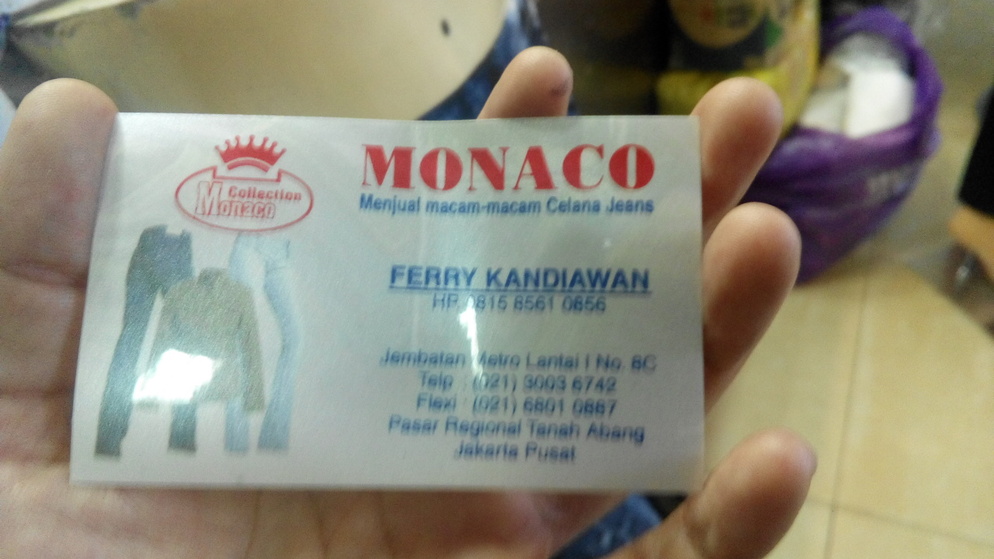 Collection
Monaco
MONACO
Menjual macam-macam Celana Jeans
FERRY KANDIAWAN
HP. 0815 8561 0856
Jembatan Metro Lantai I No. 8C
Telp : (021) 3003 6742
Flexi : (021) 6801 0867
Pasar Regional Tanah Abang
Jakarta Pusat